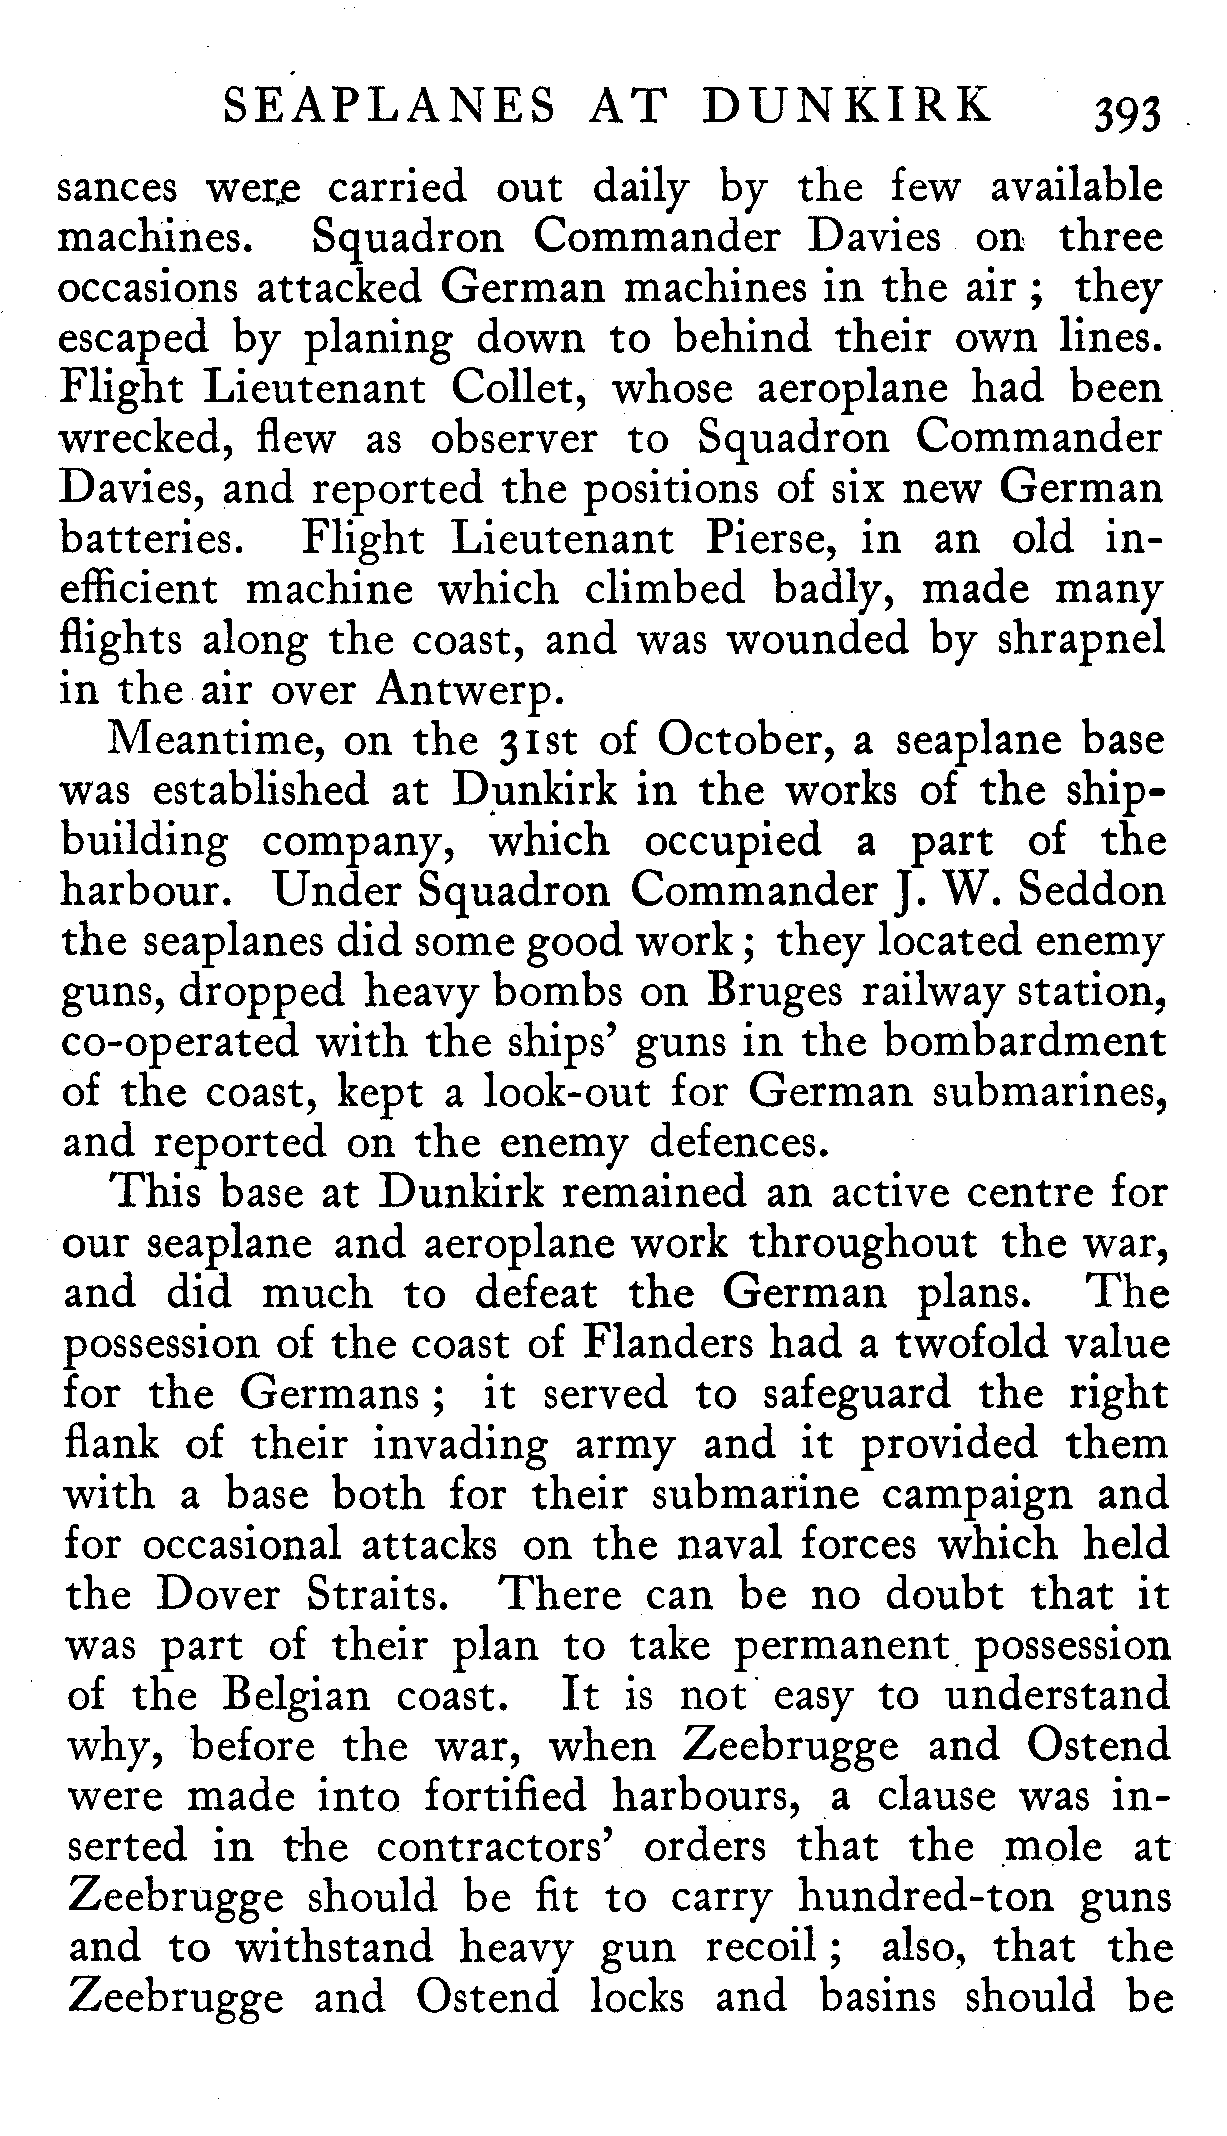 SEAPLANES AT DUNKIRK 393
sances were carried out daily by the few available
machines. Squadron Commander Davies on three
occasions attacked German machines in the air ; they
escaped by planing down to behind their own lines.
Flight Lieutenant Collet, whose aeroplane had been
wrecked, flew as observer to Squadron Commander
Davies, and reported the positions of six new German
batteries. Flight Lieutenant Pierse, in an old in-
efficient machine which climbed badly, made many
flights along the coast, and was wounded by shrapnel
in the air over Antwerp.
Meantime, on the 31st of October, a seaplane base
was established at Dunkirk in the works of the ship-
building company, which occupied a part of the
harbour. Under Squadron Commander J. W. Seddon
the seaplanes did some good work ; they located enemy
guns, dropped heavy bombs on Bruges railway station,
co-operated with the ships' guns in the bombardment
of the coast, kept a look-out for German submarines,
and reported on the enemy defences.
This base at Dunkirk remained an active centre for
our seaplane and aeroplane work throughout the war,
and did much to defeat the German plans. The
possession of the coast of Flanders had a twofold value
for the Germans ; it served to safeguard the right
flank of their invading army and it provided them
with a base both for their submarine campaign and
for occasional attacks on the naval forces which held
the Dover Straits. There can be no doubt that it
was part of their plan to take permanent possession
of the Belgian coast. It is not easy to understand
why, before the war, when Zeebrugge and Ostend
were made into fortified harbours, a clause was in-
serted in the contractors' orders that the mole at
Zeebrugge should be fit to carry hundred-ton guns
and to withstand heavy gun recoil ; also, that the
Zeebrugge and Ostend locks and basins should be